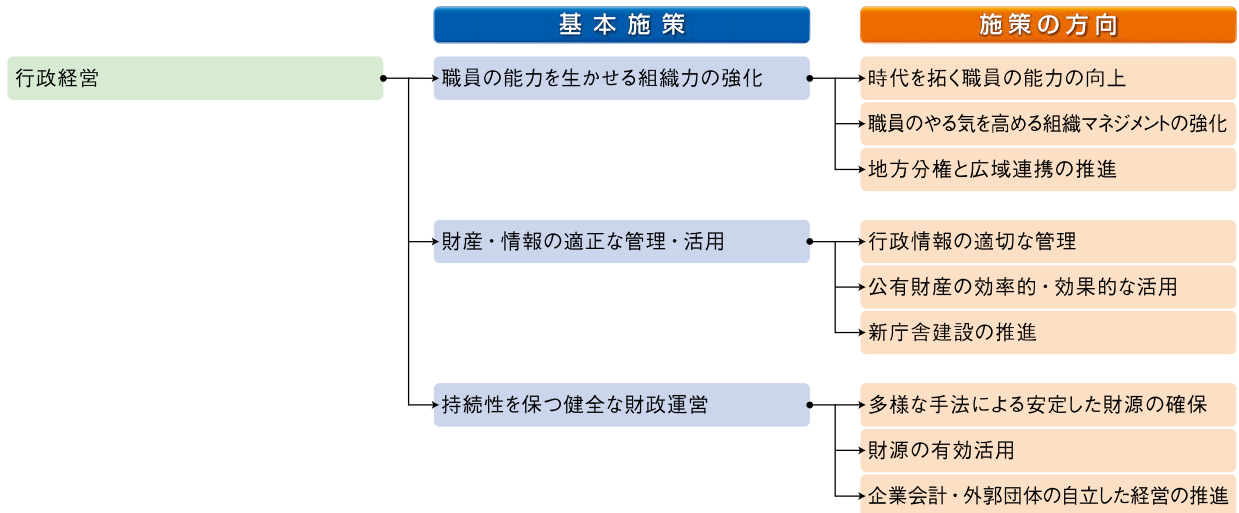 基本施策
施策の方向
行政経営
職員の能力を生かせる組織力の強化
時代を拓く職員の能力の向上
職員のやる気を高める組織マネジメントの強化
地方分権と広域連携の推進
財産・情報の適正な管理・活用
行政情報の適切な管理
公有財産の効率的・効果的な活用
新庁舎建設の推進
持続性を保つ健全な財政運営
多様な手法による安定した財源の確保
財源の有効活用
企業会計・外郭団体の自立した経営の推進